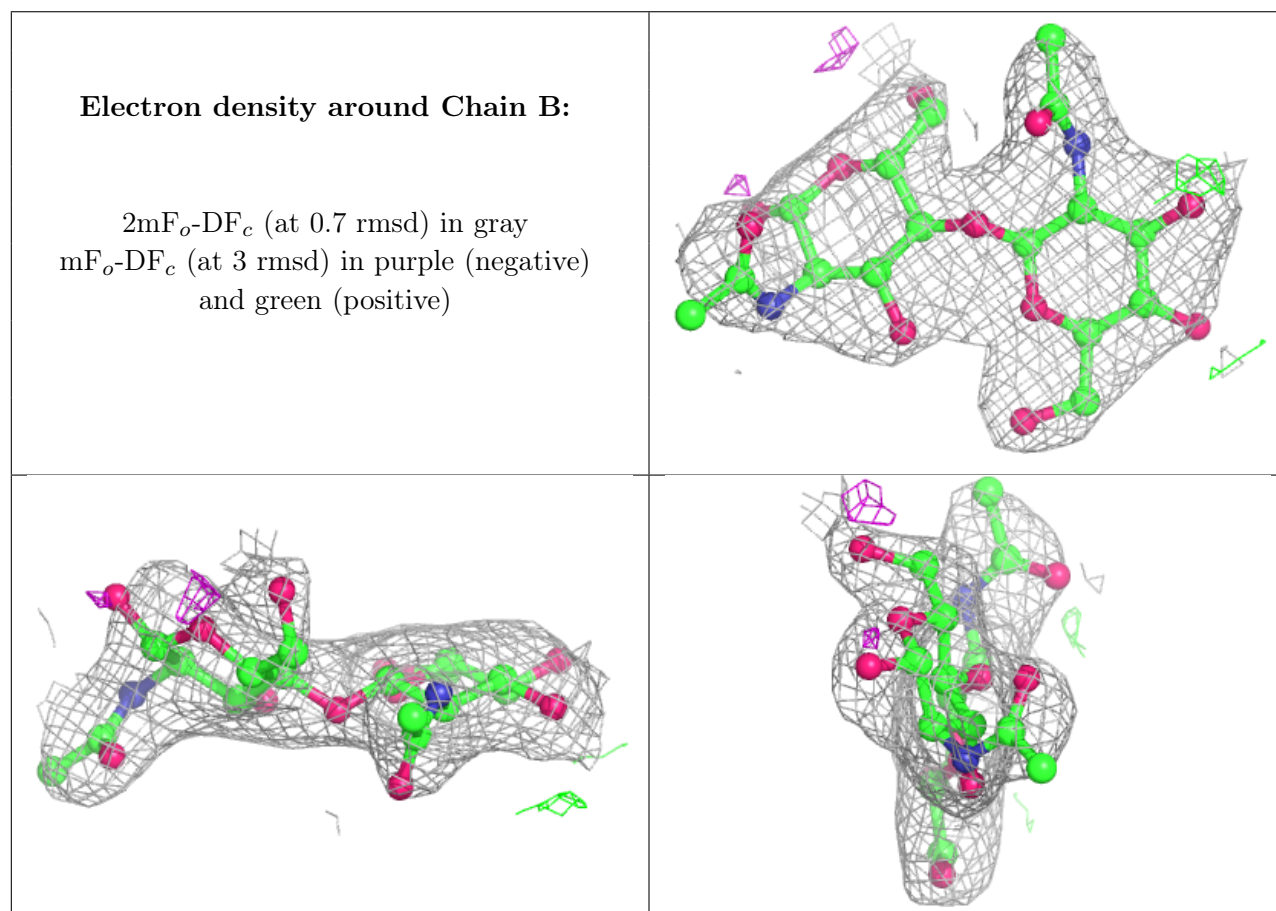 Electron density around Chain B:
2mFₒ-DF𝑐 (at 0.7 rmsd) in gray
mFₒ-DF𝑐 (at 3 rmsd) in purple (negative)
and green (positive)